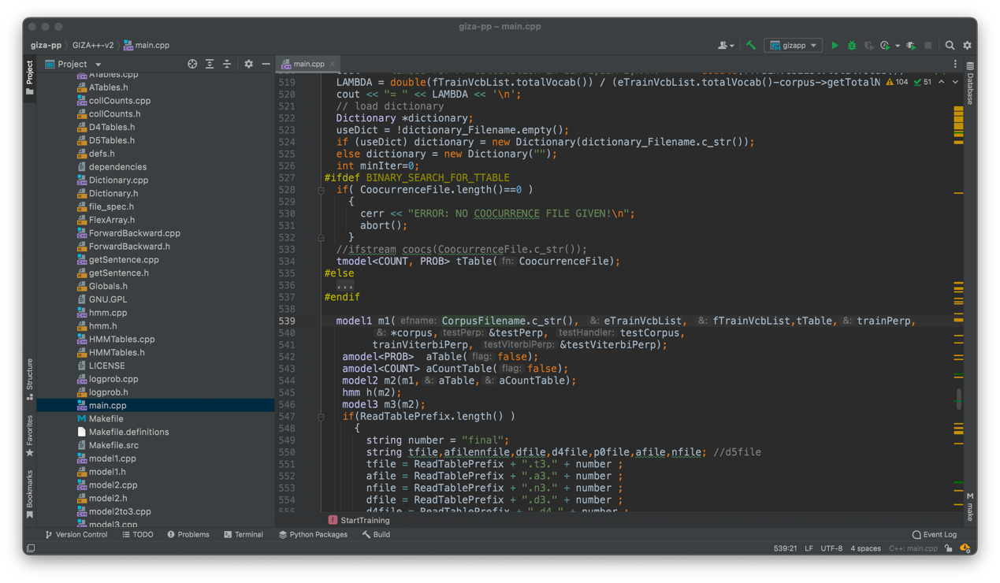 giza-pp – main.cpp
giza-pp
GIZA++-v2
main.cpp
gizapp
Project
Project
main.cpp
ATables.cpp
ATables.h
collCounts.cpp
collCounts.h
D4Tables.h
D5Tables.h
defs.h
dependencies
Dictionary.cpp
Dictionary.h
file_spec.h
FlexArray.h
ForwardBackward.cpp
ForwardBackward.h
getSentence.cpp
getSentence.h
Globals.h
GNU.GPL
hmm.cpp
hmm.h
HMMTables.cpp
HMMTables.h
LICENSE
logprob.cpp
logprob.h
main.cpp
Makefile
Makefile.definitions
Makefile.src
model1.cpp
model1.h
model2.cpp
model2.h
model2to3.cpp
model3.cpp
Structure
Favorites
Bookmarks
519 LAMBDA = double(fTrainVcbList.totalVocab()) / (eTrainVcbList.totalVocab()-corpus->getTotalN
104 51
520 cout << "= " << LAMBDA << '\n';
521 // load dictionary
522 Dictionary *dictionary;
523 useDict = !dictionary_Filename.empty();
524 if (useDict) dictionary = new Dictionary(dictionary_Filename.c_str());
525 else dictionary = new Dictionary("");
526 int minIter=0;
527 #ifdef BINARY_SEARCH_FOR_TTABLE
528 if( CoocurrenceFile.length()==0 )
529 {
530 cerr << "ERROR: NO COOCURRENCE FILE GIVEN!\n";
531 abort();
532 }
533 //ifstream coocs(CoocurrenceFile.c_str());
534 tmodel<COUNT, PROB> tTable( fn: CoocurrenceFile);
535 #else
536 ...
537 #endif
538
539 model1 m1( efname: CorpusFilename.c_str(), &: eTrainVcbList, &: fTrainVcbList,tTable, &: trainPerp,
540 &: *corpus, testPerp: &testPerp, testHandler: testCorpus,
541 trainViterbiPerp, testViterbiPerp: &testViterbiPerp);
542 amodel<PROB> aTable( flag: false);
543 amodel<COUNT> aCountTable( flag: false);
544 model2 m2(m1, &: aTable, &: aCountTable);
545 hmm h(m2);
546 model3 m3(m2);
547 if(ReadTablePrefix.length() )
548 {
549 string number = "final";
550 string tfile,afilennfile,dfile,d4file,p0file,afile,nfile; //d5file
551 tfile = ReadTablePrefix + ".t3." + number ;
552 afile = ReadTablePrefix + ".a3." + number ;
553 nfile = ReadTablePrefix + ".n3." + number ;
554 dfile = ReadTablePrefix + ".d3." + number ;
555 d4file = ReadTablePrefix + ".d4." + number ;
f StartTraining
Database
make
Version Control
TODO
Problems
Terminal
Python Packages
Build
Event Log
539:21 LF UTF-8 4 spaces C++: main.cpp